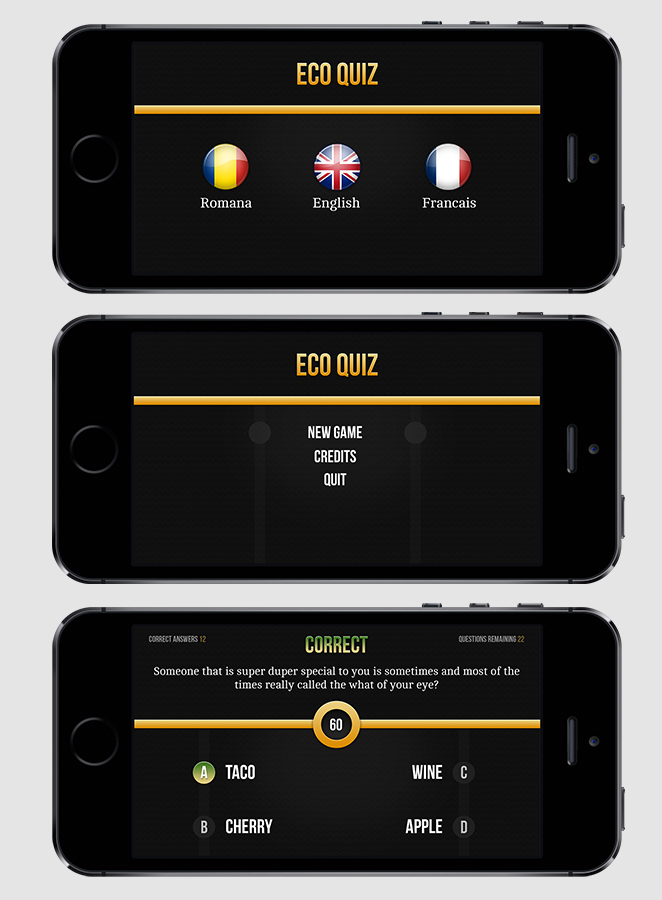 ECO QUIZ
Romana
English
Francais
ECO QUIZ
NEW GAME
CREDITS
QUIT
CORRECT ANSWERS 12
CORRECT
QUESTIONS REMAINING 22
Someone that is super duper special to you is sometimes and most of the
times really called the what of your eye?
60
A TACO
WINE C
B CHERRY
APPLE D